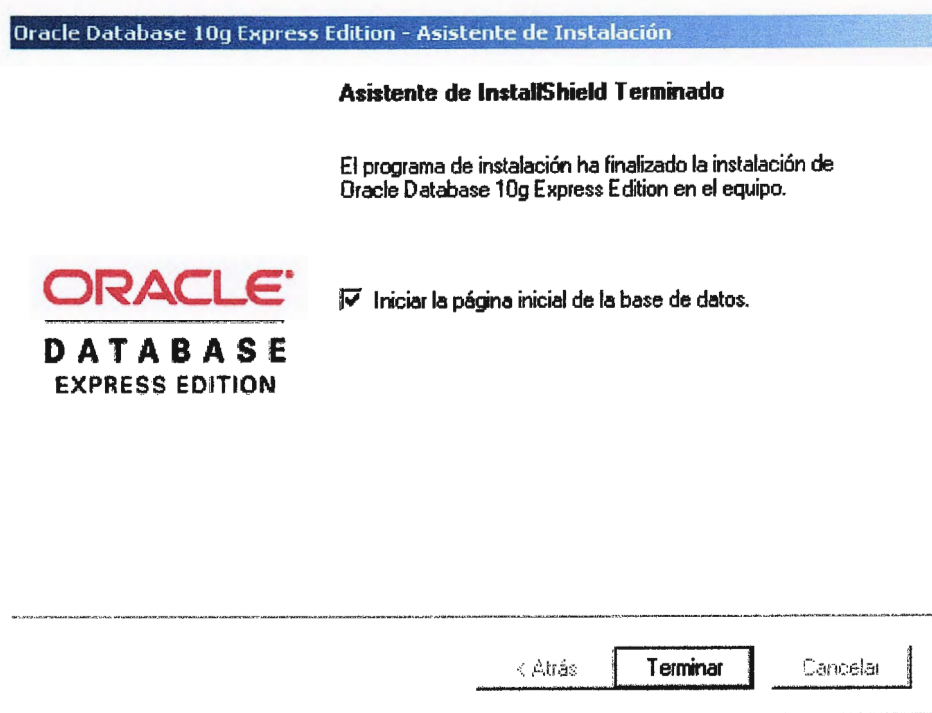 Oracle Database 10g Express Edition - Asistente de Instalación
Asistente de InstallShield Terminado
El programa de instalación ha finalizado la instalación de
Oracle Database 10g Express Edition en el equipo.
ORACLE
DATABASE
EXPRESS EDITION
Iniciar la página inicial de la base de datos.
< Atrás
Terminar
Cancelar